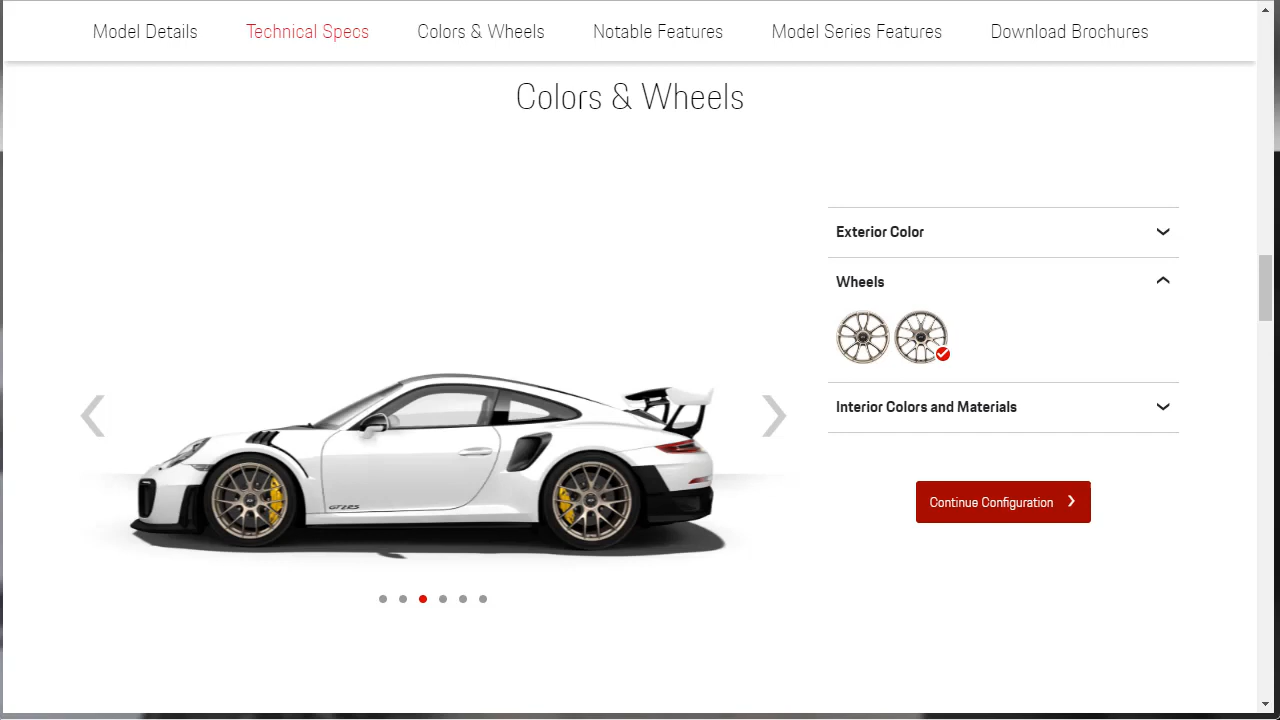 Model Details Technical Specs Colors & Wheels Notable Features Model Series Features Download Brochures
Colors & Wheels
Exterior Color
Wheels
Interior Colors and Materials
Continue Configuration
GT2RS